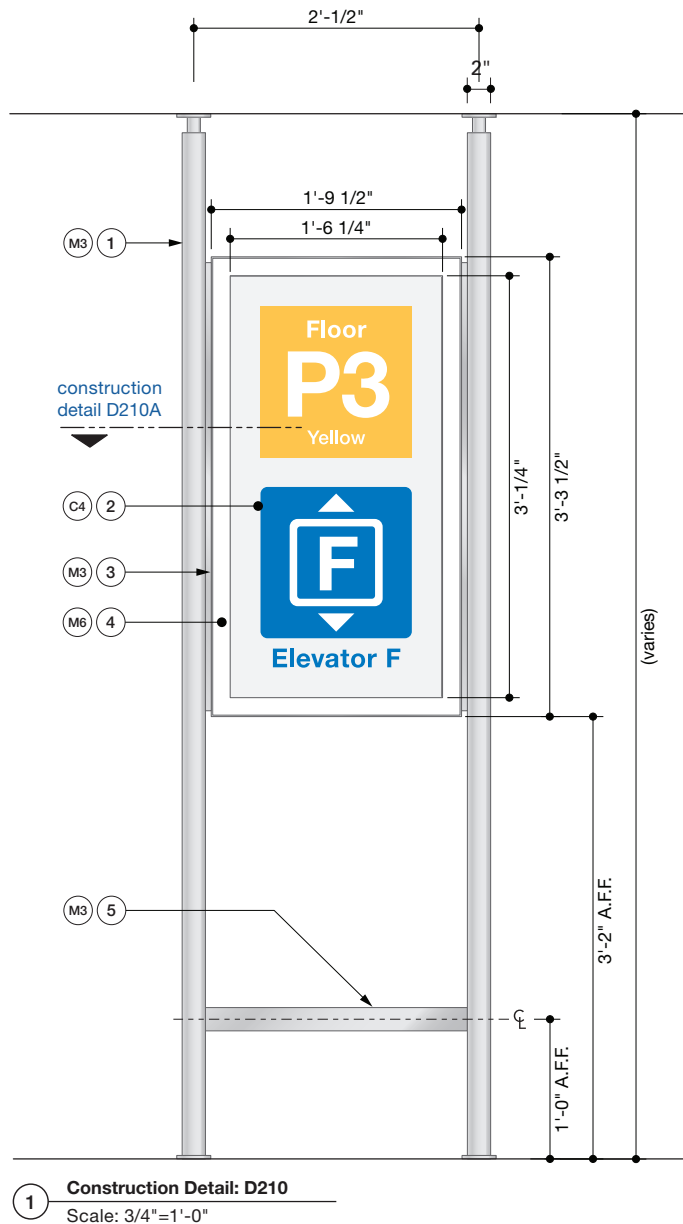 2'-1/2"
2"
1'-9 1/2"
1'-6 1/4"
M3 1
Floor
P3
Yellow
construction
detail D210A
C4 2
M3 3
M6 4
F
Elevator F
3'-1/4"
3'-3 1/2"
(varies)
M3 5
3'-2" A.F.F.
℄
1'-0" A.F.F.
1
Construction Detail: D210
Scale: 3/4"=1'-0"